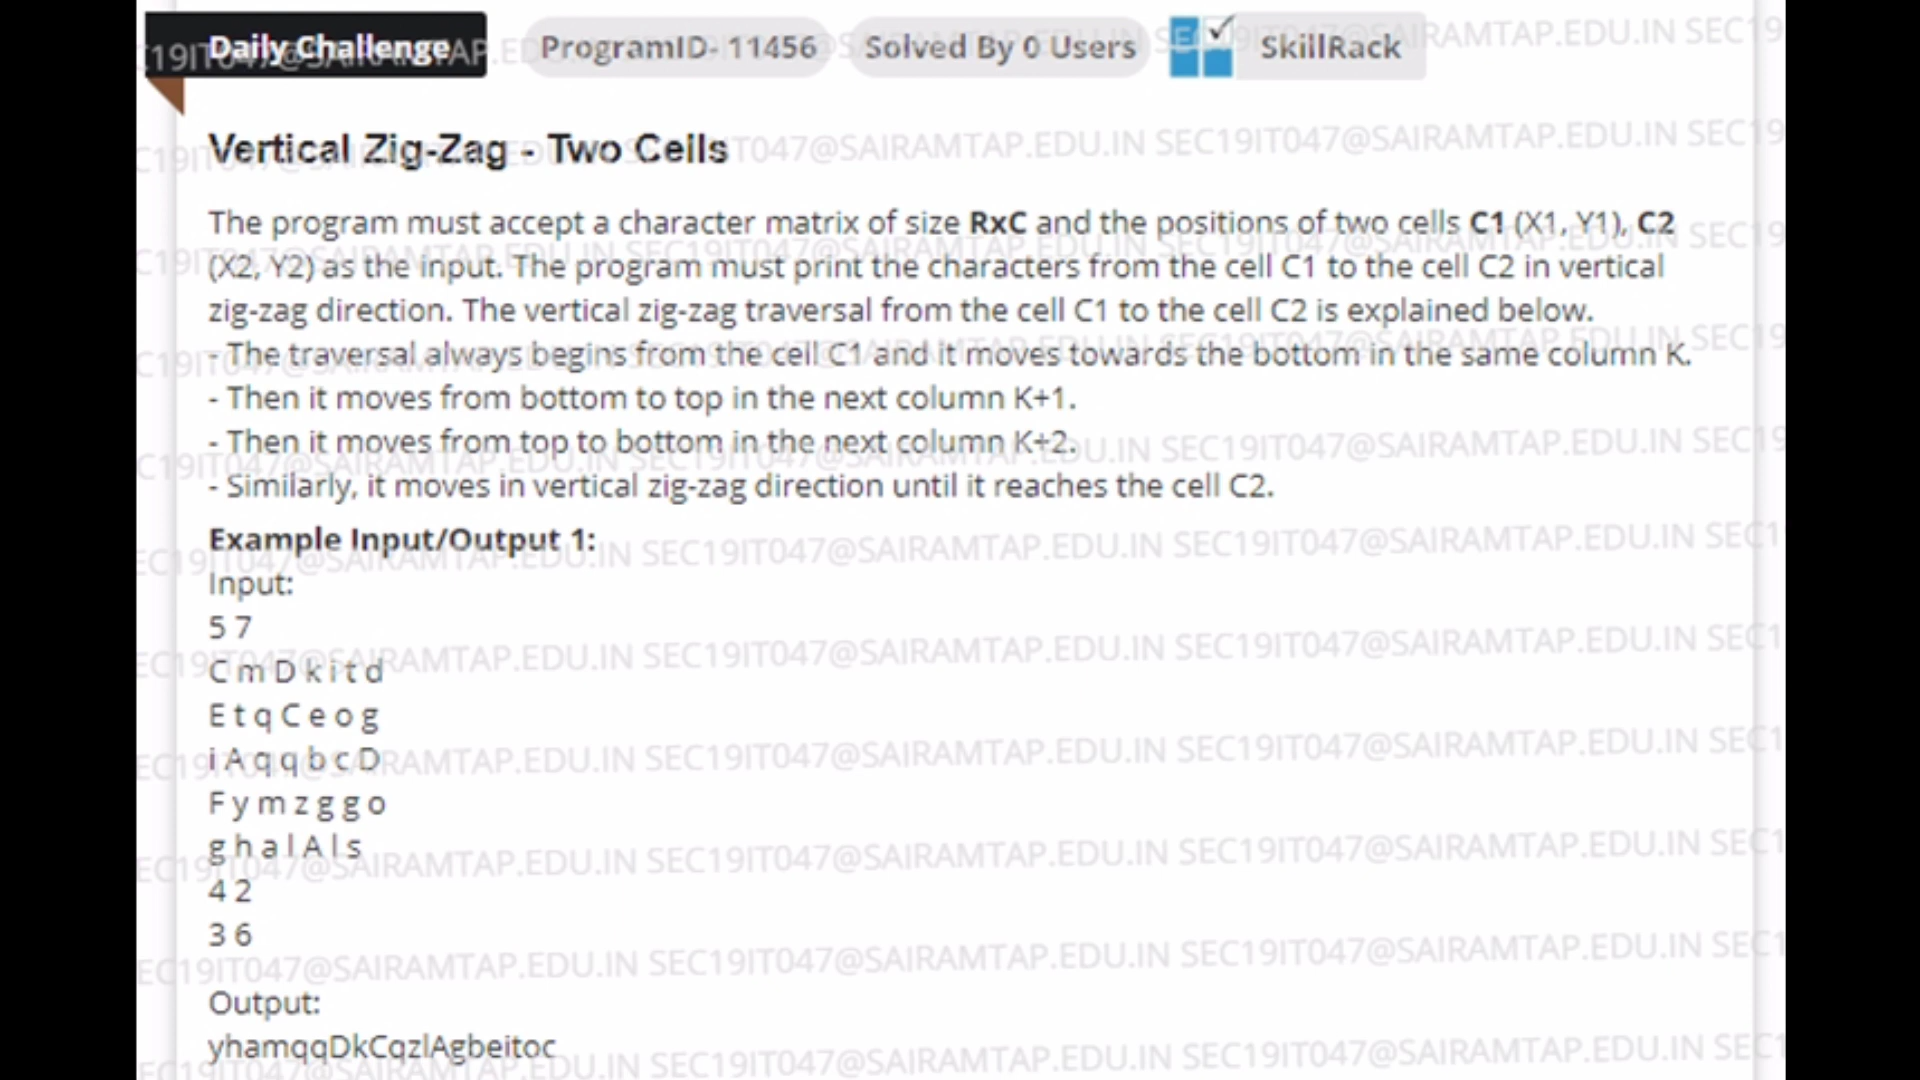 Daily Challenge
ProgramID- 11456
Solved By 0 Users
SkillRack
Vertical Zig-Zag - Two Cells
The program must accept a character matrix of size RxC and the positions of two cells C1 (X1, Y1), C2
(X2, Y2) as the input. The program must print the characters from the cell C1 to the cell C2 in vertical
zig-zag direction. The vertical zig-zag traversal from the cell C1 to the cell C2 is explained below.
- The traversal always begins from the cell C1 and it moves towards the bottom in the same column K.
- Then it moves from bottom to top in the next column K+1.
- Then it moves from top to bottom in the next column K+2.
- Similarly, it moves in vertical zig-zag direction until it reaches the cell C2.
Example Input/Output 1:
Input:
5 7
C m D k i t d
E t q C e o g
i A q q b c D
F y m z g g o
g h a l A l s
4 2
3 6
Output:
yhamqqDkCqzlAgbeitoc
SEC19IT047@SAIRAMTAP.EDU.IN